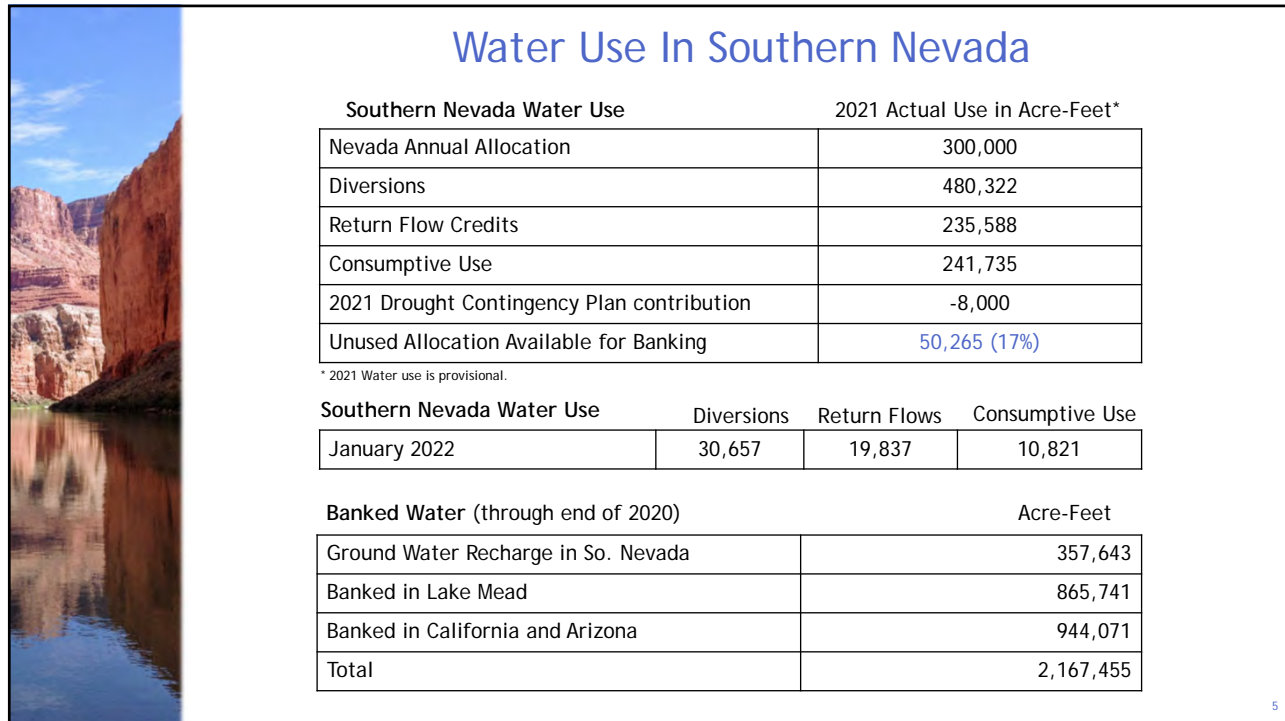 Water Use In Southern Nevada
Southern Nevada Water Use 2021 Actual Use in Acre-Feet*
Nevada Annual Allocation 300,000
Diversions 480,322
Return Flow Credits 235,588
Consumptive Use 241,735
2021 Drought Contingency Plan contribution -8,000
Unused Allocation Available for Banking 50,265 (17%)
* 2021 Water use is provisional.
Southern Nevada Water Use Diversions Return Flows Consumptive Use
January 2022 30,657 19,837 10,821
Banked Water (through end of 2020) Acre-Feet
Ground Water Recharge in So. Nevada 357,643
Banked in Lake Mead 865,741
Banked in California and Arizona 944,071
Total 2,167,455
5